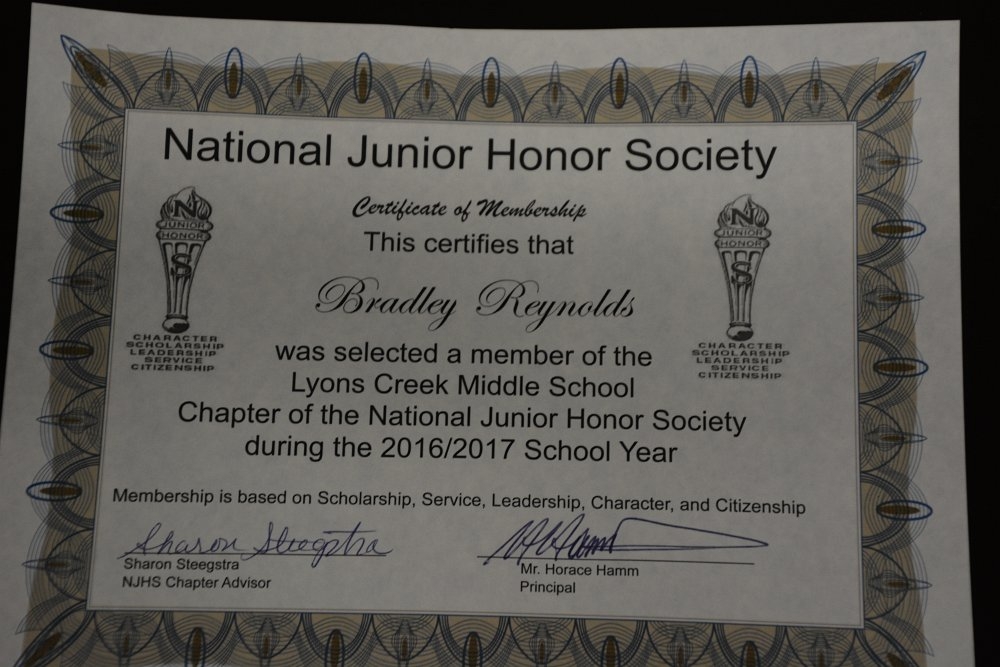 National Junior Honor Society
Certificate of Membership
This certifies that
Bradley Reynolds
was selected a member of the
Lyons Creek Middle School
Chapter of the National Junior Honor Society
during the 2016/2017 School Year
N
JUNIOR
HONOR
S
CHARACTER
SCHOLARSHIP
LEADERSHIP
SERVICE
CITIZENSHIP
N
JUNIOR
HONOR
S
CHARACTER
SCHOLARSHIP
LEADERSHIP
SERVICE
CITIZENSHIP
Membership is based on Scholarship, Service, Leadership, Character, and Citizenship
Sharon Steegstra
Sharon Steegstra
NJHS Chapter Advisor
Mr. Horace Hamm
Principal